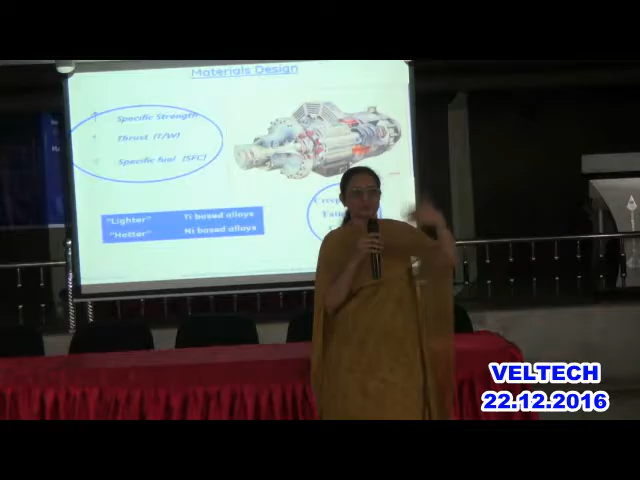 Materials Design
Specific Strength
Thrust (T/W)
Specific fuel (SFC)
Creep
"Lighter" Ti based alloys
"Hotter" Ni based alloys
VELTECH
22.12.2016